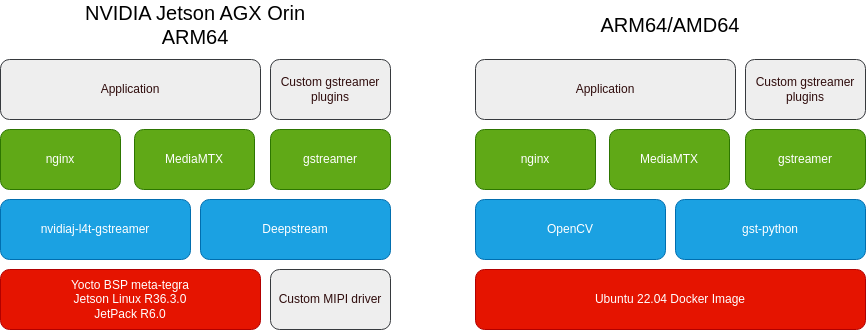 NVIDIA Jetson AGX Orin
ARM64
Application
Custom gstreamer
plugins
nginx
MediaMTX
gstreamer
nvidiaj-l4t-gstreamer
Deepstream
Yocto BSP meta-tegra
Jetson Linux R36.3.0
JetPack R6.0
Custom MIPI driver
ARM64/AMD64
Application
Custom gstreamer
plugins
nginx
MediaMTX
gstreamer
OpenCV
gst-python
Ubuntu 22.04 Docker Image